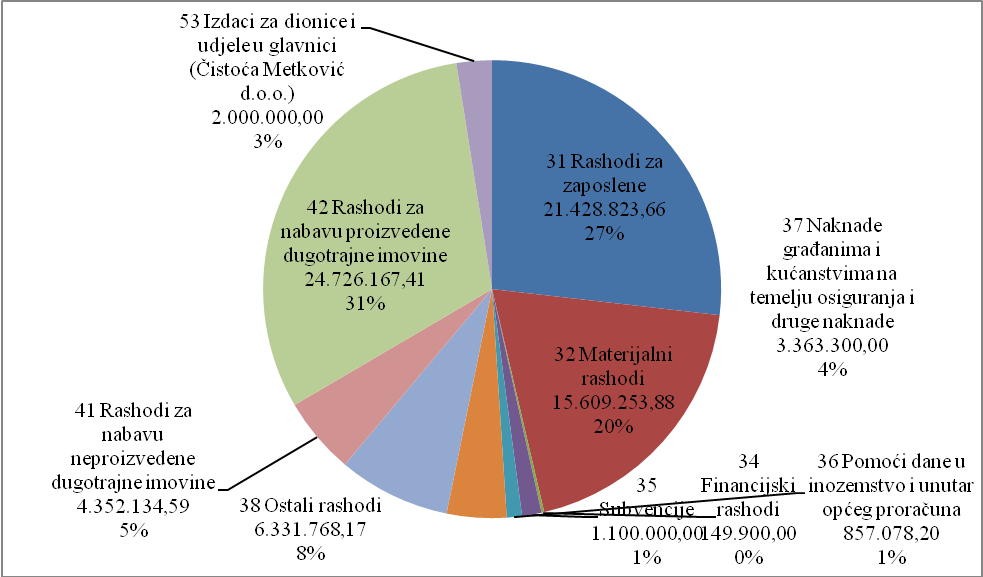 53 Izdaci za dionice i
udjele u glavnici
(Čistoća Metković
d.o.o.)
2.000.000,00
3%
31 Rashodi za
zaposlene
21.428.823,66
27%
42 Rashodi za
nabavu proizvedene
dugotrajne imovine
24.726.167,41
31%
37 Naknade
građanima i
kućanstvima na
temelju osiguranja i
druge naknade
3.363.300,00
4%
32 Materijalni
rashodi
15.609.253,88
20%
41 Rashodi za
nabavu
neproizvedene
dugotrajne imovine
4.352.134,59
5%
38 Ostali rashodi
6.331.768,17
8%
35
Subvencije
1.100.000,00
1%
34
Financijski
rashodi
149.900,00
0%
36 Pomoći dane u
inozemstvo i unutar
općeg proračuna
857.078,20
1%